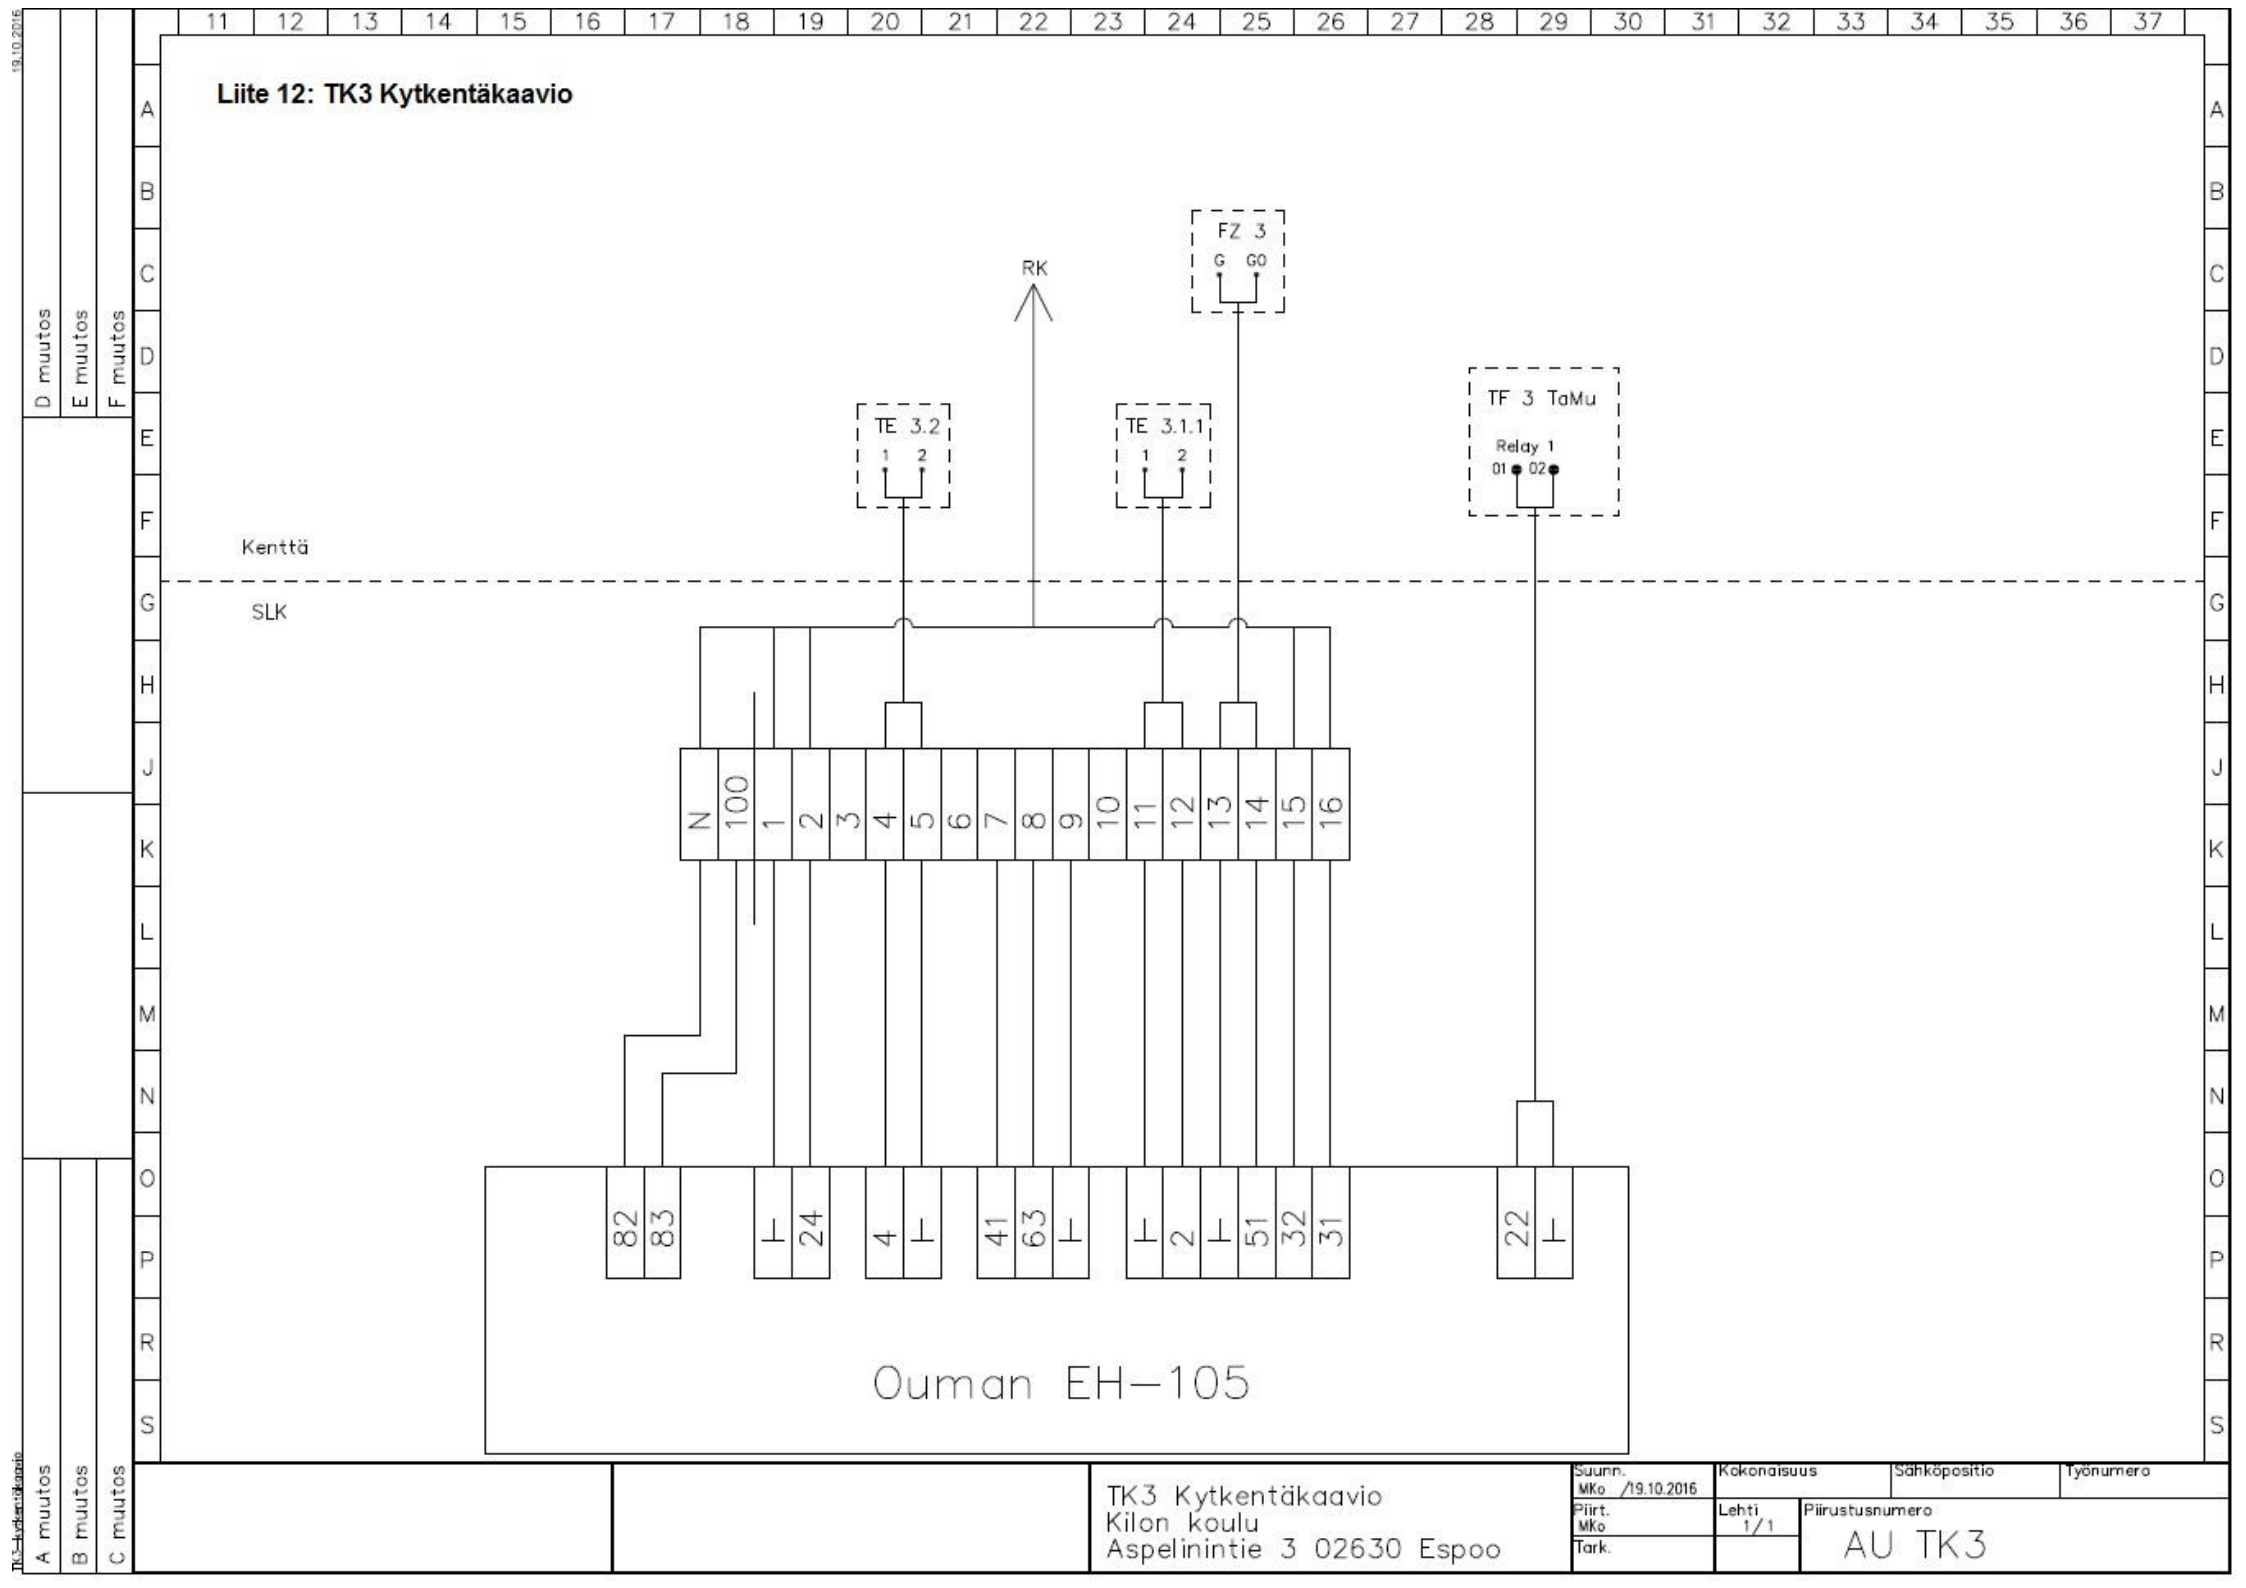 11 12 13 14 15 16 17 18 19 20 21 22 23 24 25 26 27 28 29 30 31 32 33 34 35 36 37
19.10.2016
Liite 12: TK3 Kytkentäkaavio
A A
B B
FZ 3
G G0
C C
RK
D muutos
E muutos
F muutos
D D
TF 3 TaMu
TE 3.2
TE 3.1.1
E E
Relay 1
1 2
1 2
01 02
F F
Kenttä
G G
SLK
H H
J J
N 100 1 2 3 4 5 6 7 8 9 10 11 12 13 14 15 16
K K
L L
M M
N N
O O
82 83 ⊥ 24 4 ⊥ 41 63 ⊥ ⊥ 2 ⊥ 51 32 31 22 ⊥
P P
R R
Ouman EH-105
S S
TK3-kytkentäkaavio
A muutos
B muutos
C muutos
TK3 Kytkentäkaavio
Kilon koulu
Aspelinintie 3 02630 Espoo
Suunn.
MKo /19.10.2016
Piirt.
MKo
Tark.
Kokonaisuus
Sähköpositio
Työnumero
Lehti
1/1
Piirustusnumero
AU TK3